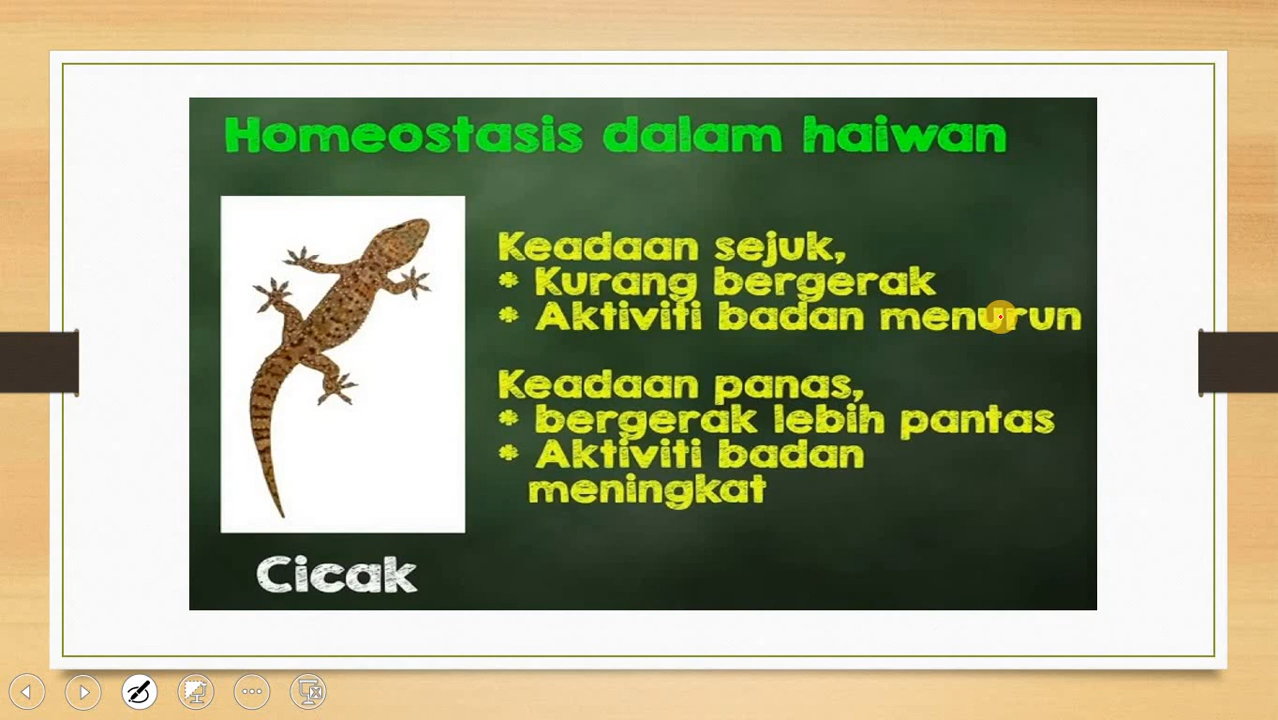 Homeostasis dalam haiwan
Keadaan sejuk,
* Kurang bergerak
* Aktiviti badan menurun
Keadaan panas,
* bergerak lebih pantas
* Aktiviti badan
meningkat
Cicak